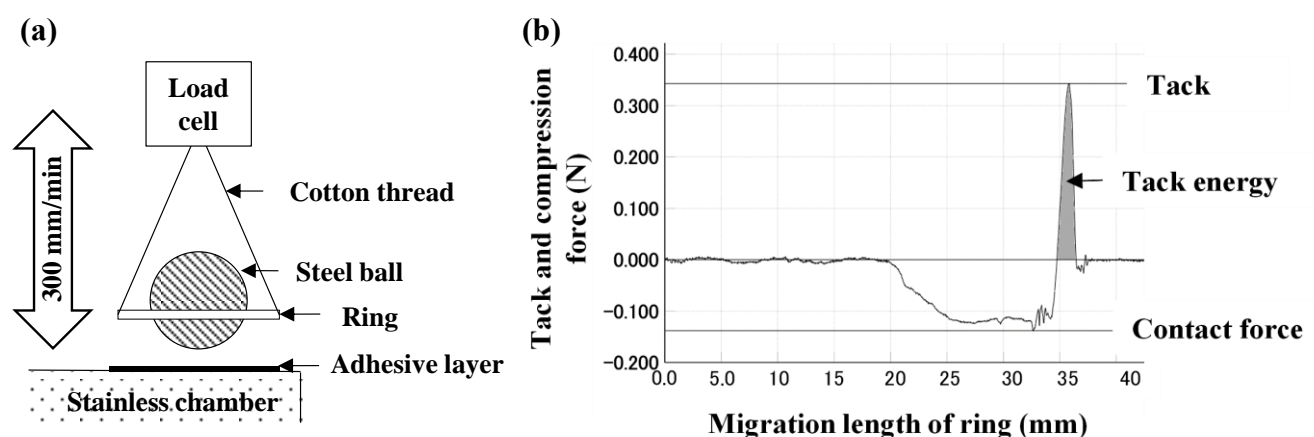 (a)
Load
cell
300 mm/min
Cotton thread
Steel ball
Ring
Adhesive layer
Stainless chamber
(b)
Tack and compression
force (N)
0.400
0.300
0.200
0.100
0.000
−0.100
−0.200
0.0 5.0 10 15 20 25 30 35 40
Migration length of ring (mm)
Tack
Tack energy
Contact force